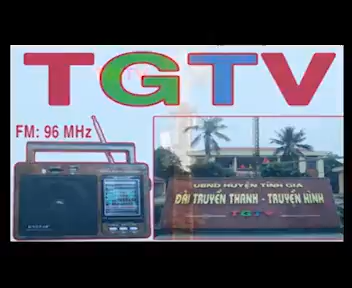 TGTV
FM: 96 MHz
UBND HUYỆN TĨNH GIA
ĐÀI TRUYỀN THANH - TRUYỀN HÌNH
TGTV